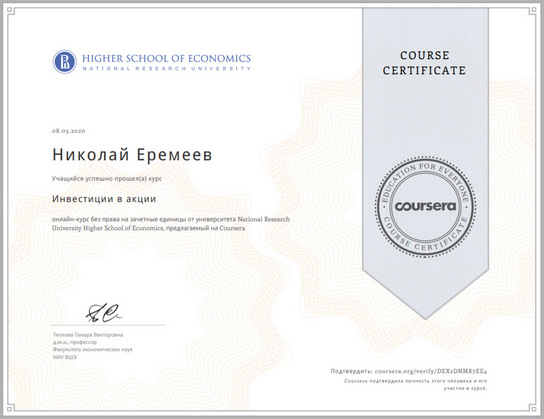 HIGHER SCHOOL OF ECONOMICS
NATIONAL RESEARCH UNIVERSITY
COURSE
CERTIFICATE
08.03.2020
Николай Еремеев
Учащийся успешно прошел(а) курс
Инвестиции в акции
онлайн-курс без права на зачетные единицы от университета National Research
University Higher School of Economics, предлагаемый на Coursera
EDUCATION FOR EVERYONE
coursera
COURSE CERTIFICATE
Теплова Тамара Викторовна
д.эк.н., профессор
Факультета экономических наук
НИУ ВШЭ
Подтвердить: coursera.org/verify/DEX2DNMK7EE4
Coursera подтвердила личность этого человека и его
участие в курсе.